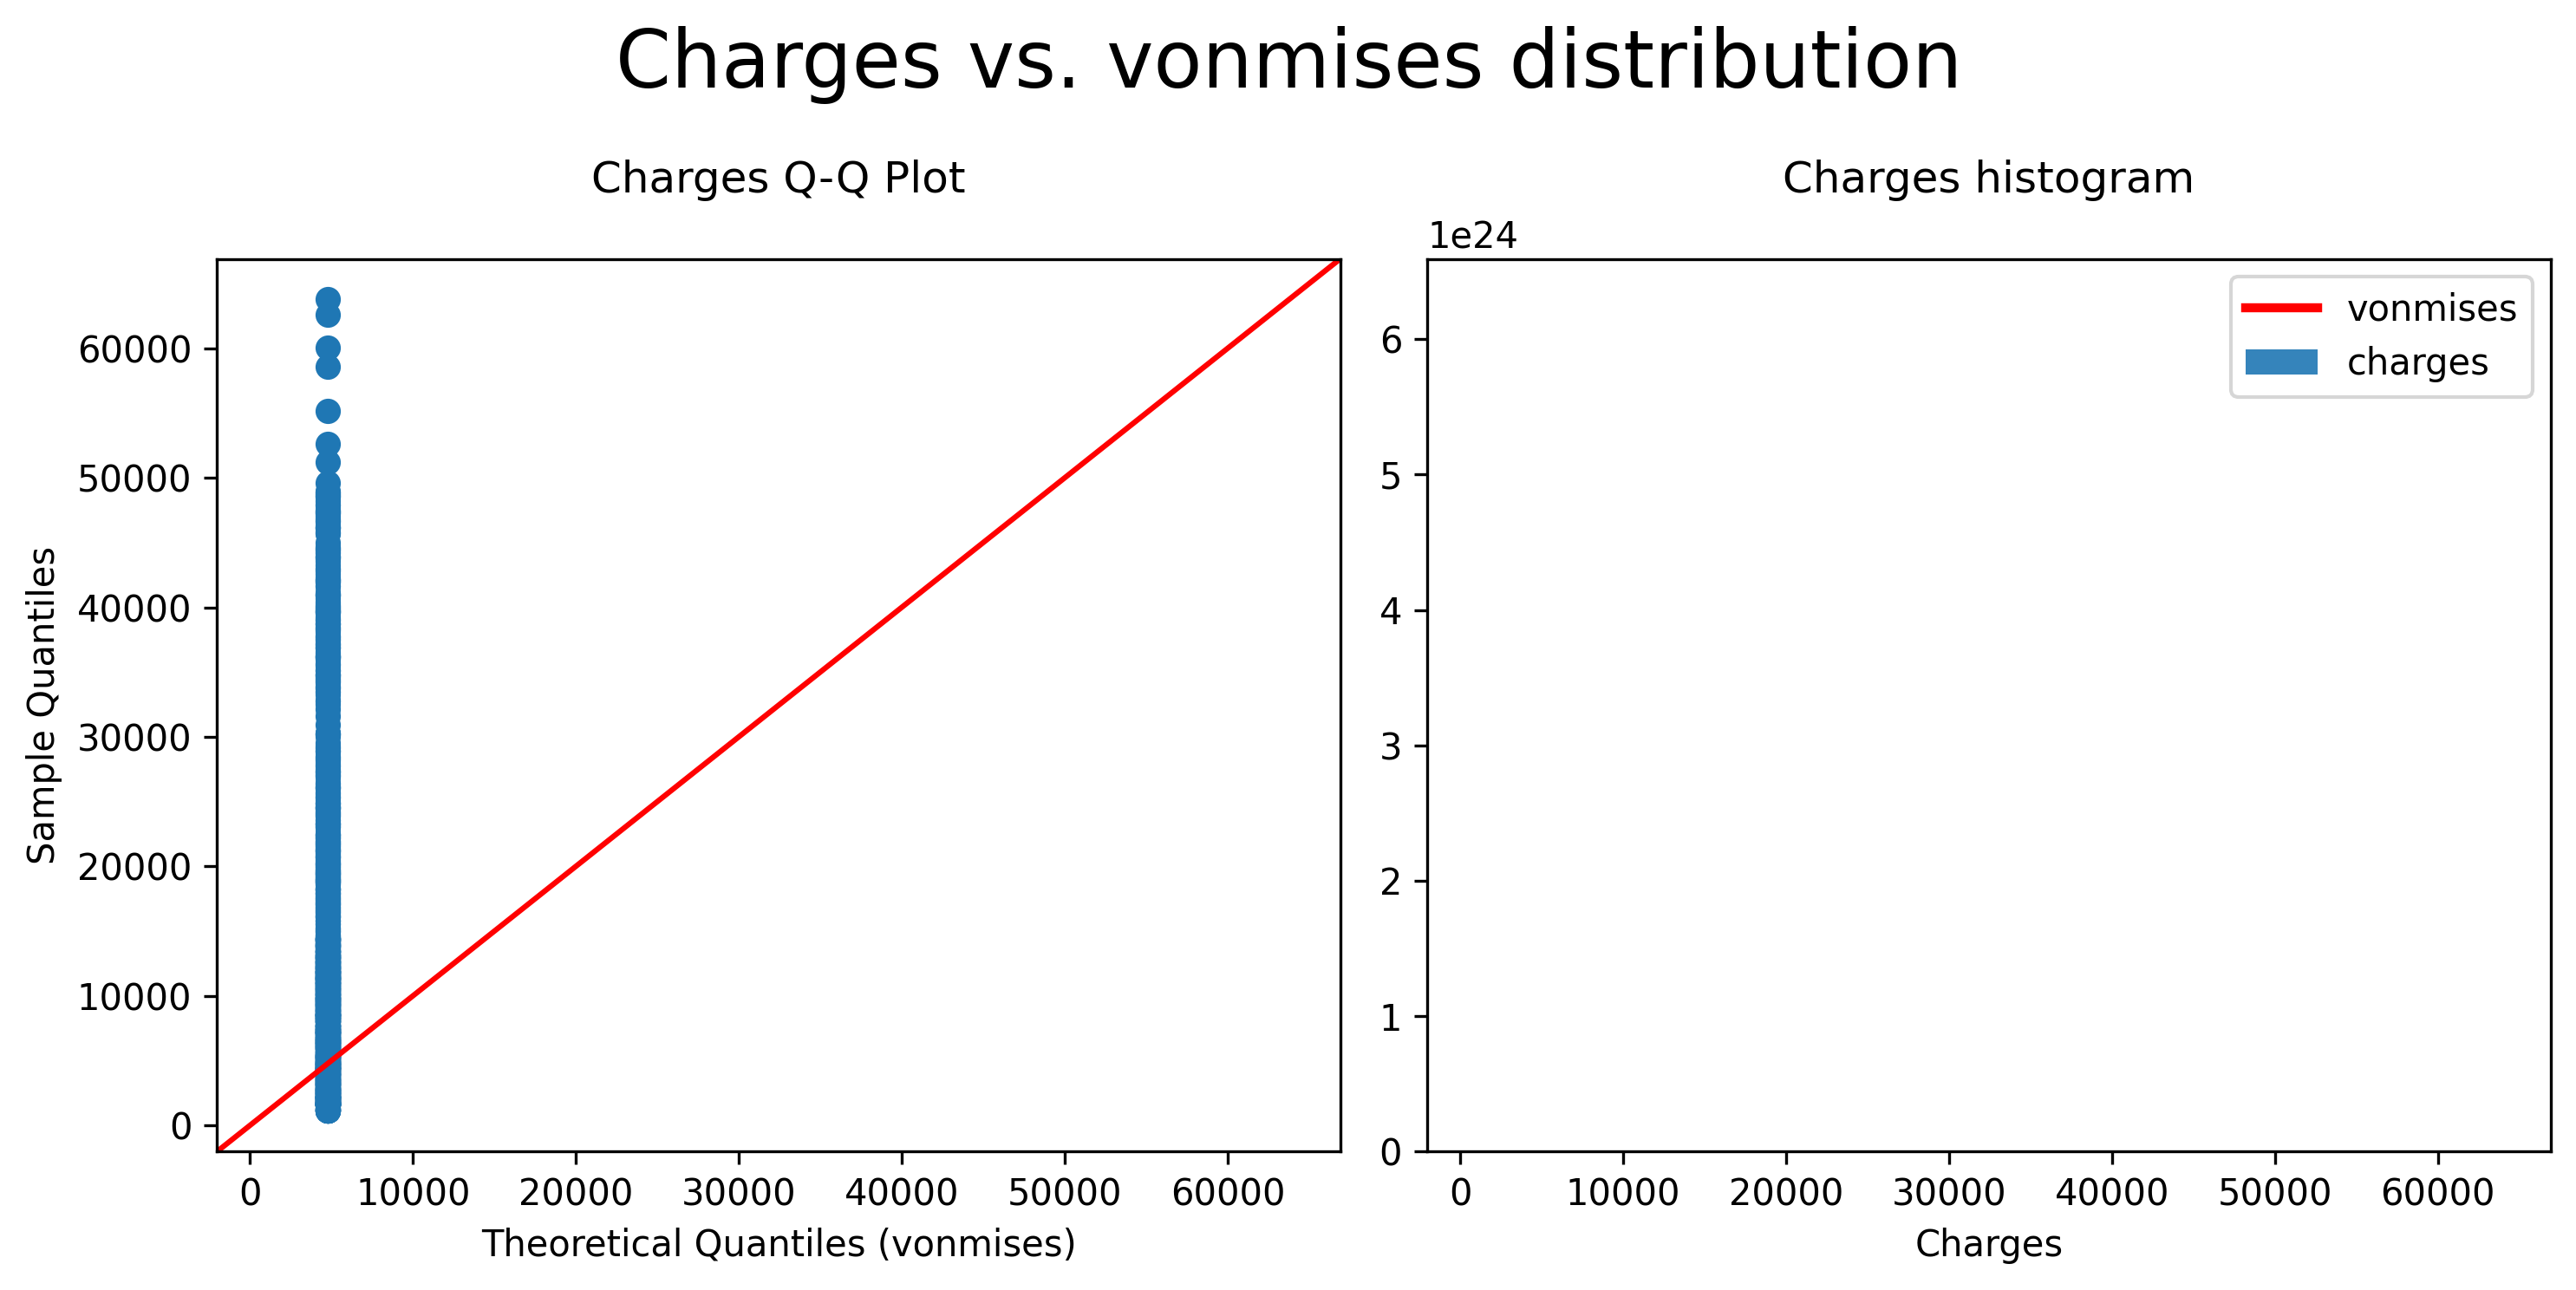 Charges vs. vonmises distribution
Charges Q-Q Plot
Sample Quantiles
60000
50000
40000
30000
20000
10000
0
0 10000 20000 30000 40000 50000 60000
Theoretical Quantiles (vonmises)
Charges histogram
1e24
vonmises
charges
6
5
4
3
2
1
0
0 10000 20000 30000 40000 50000 60000
Charges